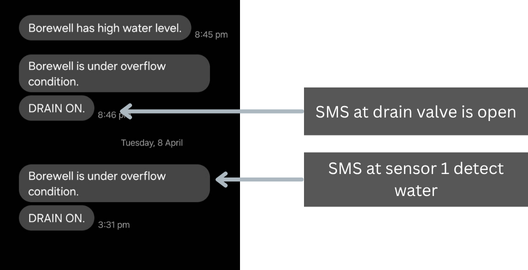 Borewell has high water level.
8:45 pm
Borewell is under overflow
condition.
DRAIN ON.
8:46
Tuesday, 8 April
Borewell is under overflow
condition.
DRAIN ON.
3:31 pm
SMS at drain valve is open
SMS at sensor 1 detect
water